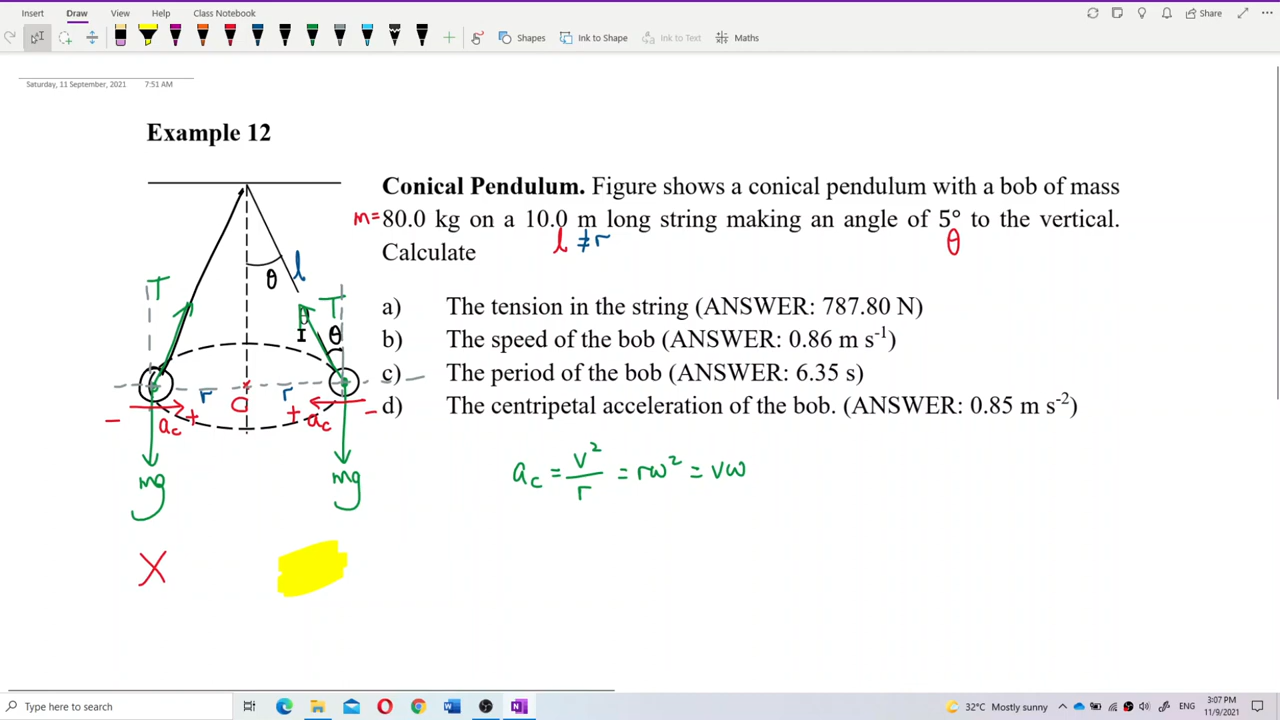 Insert Draw View Help Class Notebook
Share
Shapes Ink to Shape Ink to Text Maths
Saturday, 11 September, 2021 7:51 AM
Example 12
Conical Pendulum. Figure shows a conical pendulum with a bob of mass
m= 80.0 kg on a 10.0 m long string making an angle of 5° to the vertical.
l ≠ r θ
Calculate
θ l
T T
a) The tension in the string (ANSWER: 787.80 N)
θ
b) The speed of the bob (ANSWER: 0.86 m s⁻¹)
c) The period of the bob (ANSWER: 6.35 s)
r r
d) The centripetal acceleration of the bob. (ANSWER: 0.85 m s⁻²)
C
- + + -
ac ac
ac = v²/r = rω² = vω
mg mg
X
Type here to search
32°C Mostly sunny
ENG
3:07 PM
11/9/2021